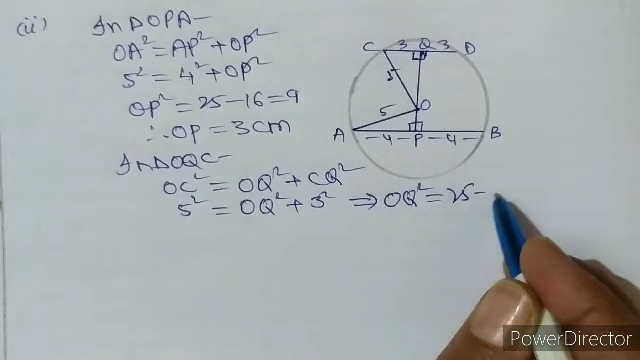 (ii) In △OPA-
OA² = AP² + OP²
5² = 4² + OP²
OP² = 25 - 16 = 9
∴ OP = 3cm
In △OQC-
OC² = OQ² + CQ²
5² = OQ² + 3² ⇒ OQ² = 25 -
C 3 Q 3 D
5
5 O
A - 4 - P - 4 - B
PowerDirector